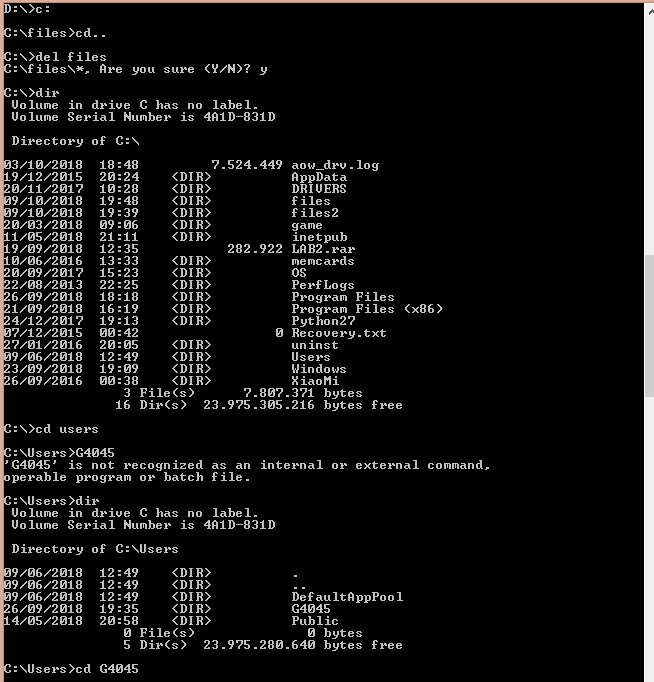 D:\>c:
C:\files>cd..
C:\>del files
C:\files\*, Are you sure (Y/N)? y
C:\>dir
 Volume in drive C has no label.
 Volume Serial Number is 4A1D-831D
 Directory of C:\
03/10/2018  18:48         7.524.449 aow_drv.log
19/12/2015  20:24    <DIR>          AppData
20/11/2017  10:28    <DIR>          DRIVERS
09/10/2018  19:48    <DIR>          files
09/10/2018  19:39    <DIR>          files2
20/03/2018  09:06    <DIR>          game
11/05/2018  21:11    <DIR>          inetpub
19/09/2018  12:35           282.922 LAB2.rar
10/06/2016  13:33    <DIR>          memcards
20/09/2017  15:23    <DIR>          OS
22/08/2013  22:25    <DIR>          PerfLogs
26/09/2018  18:18    <DIR>          Program Files
21/09/2018  16:19    <DIR>          Program Files (x86)
24/12/2017  19:13    <DIR>          Python27
07/12/2015  00:42                 0 Recovery.txt
27/01/2016  20:05    <DIR>          uninst
09/06/2018  12:49    <DIR>          Users
23/09/2018  19:09    <DIR>          Windows
26/09/2016  00:38    <DIR>          XiaoMi
               3 File(s)      7.807.371 bytes
              16 Dir(s)  23.975.305.216 bytes free
C:\>cd users
C:\Users>G4045
'G4045' is not recognized as an internal or external command,
operable program or batch file.
C:\Users>dir
 Volume in drive C has no label.
 Volume Serial Number is 4A1D-831D
 Directory of C:\Users
09/06/2018  12:49    <DIR>          .
09/06/2018  12:49    <DIR>          ..
09/06/2018  12:49    <DIR>          DefaultAppPool
26/09/2018  19:35    <DIR>          G4045
14/05/2018  20:58    <DIR>          Public
               0 File(s)              0 bytes
               5 Dir(s)  23.975.280.640 bytes free
C:\Users>cd G4045